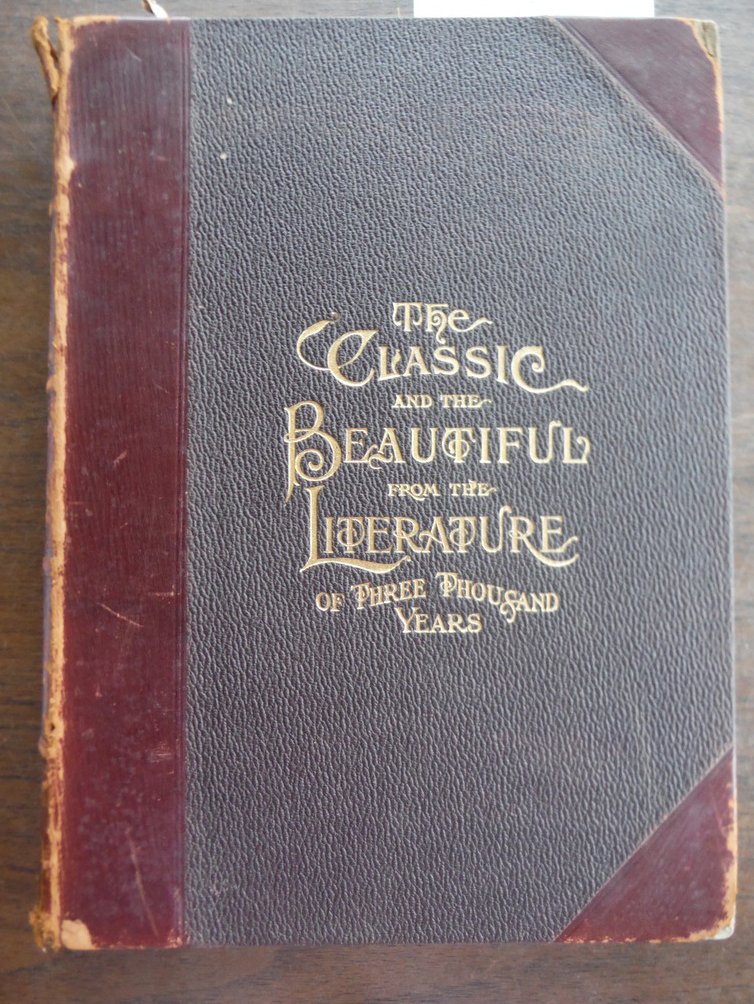 The
Classic
and the
Beautiful
from the
Literature
of Three Thousand
Years